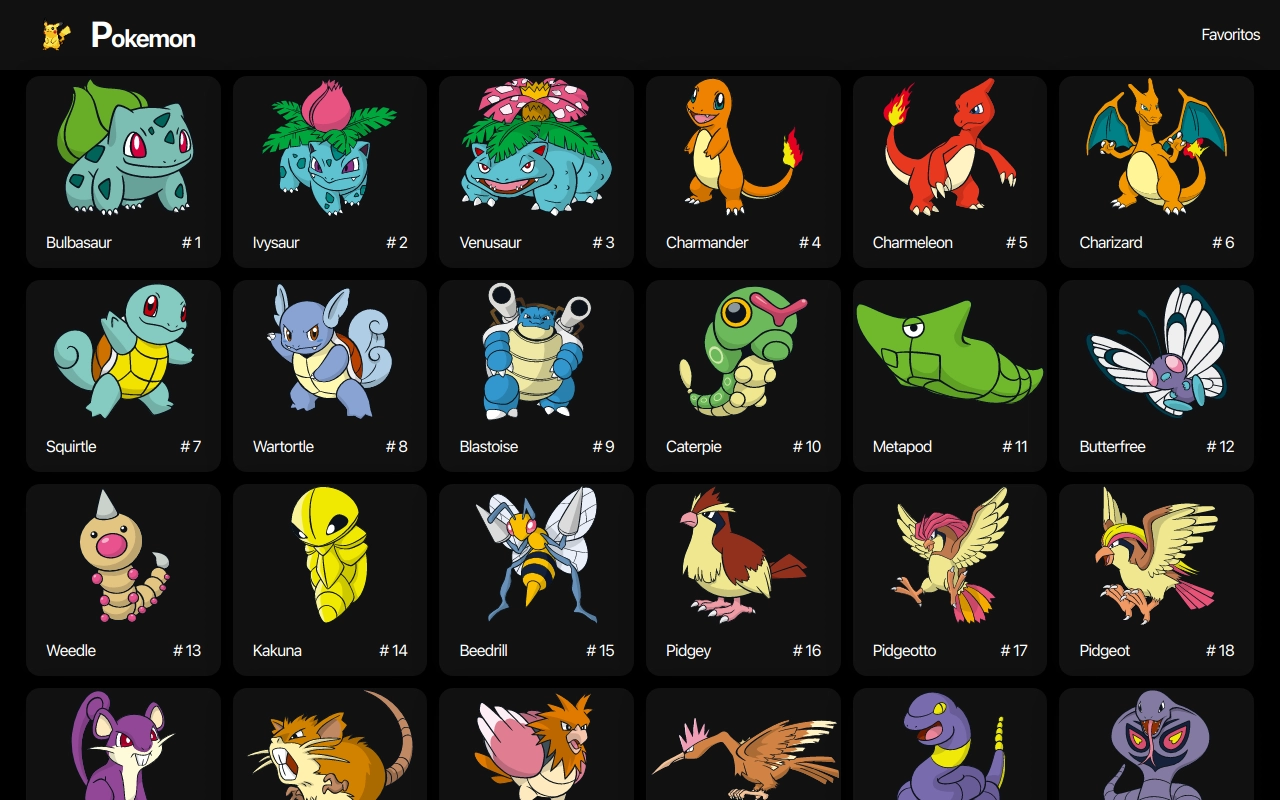 Pokemon
Favoritos
Bulbasaur #1
Ivysaur #2
Venusaur #3
Charmander #4
Charmeleon #5
Charizard #6
Squirtle #7
Wartortle #8
Blastoise #9
Caterpie #10
Metapod #11
Butterfree #12
Weedle #13
Kakuna #14
Beedrill #15
Pidgey #16
Pidgeotto #17
Pidgeot #18